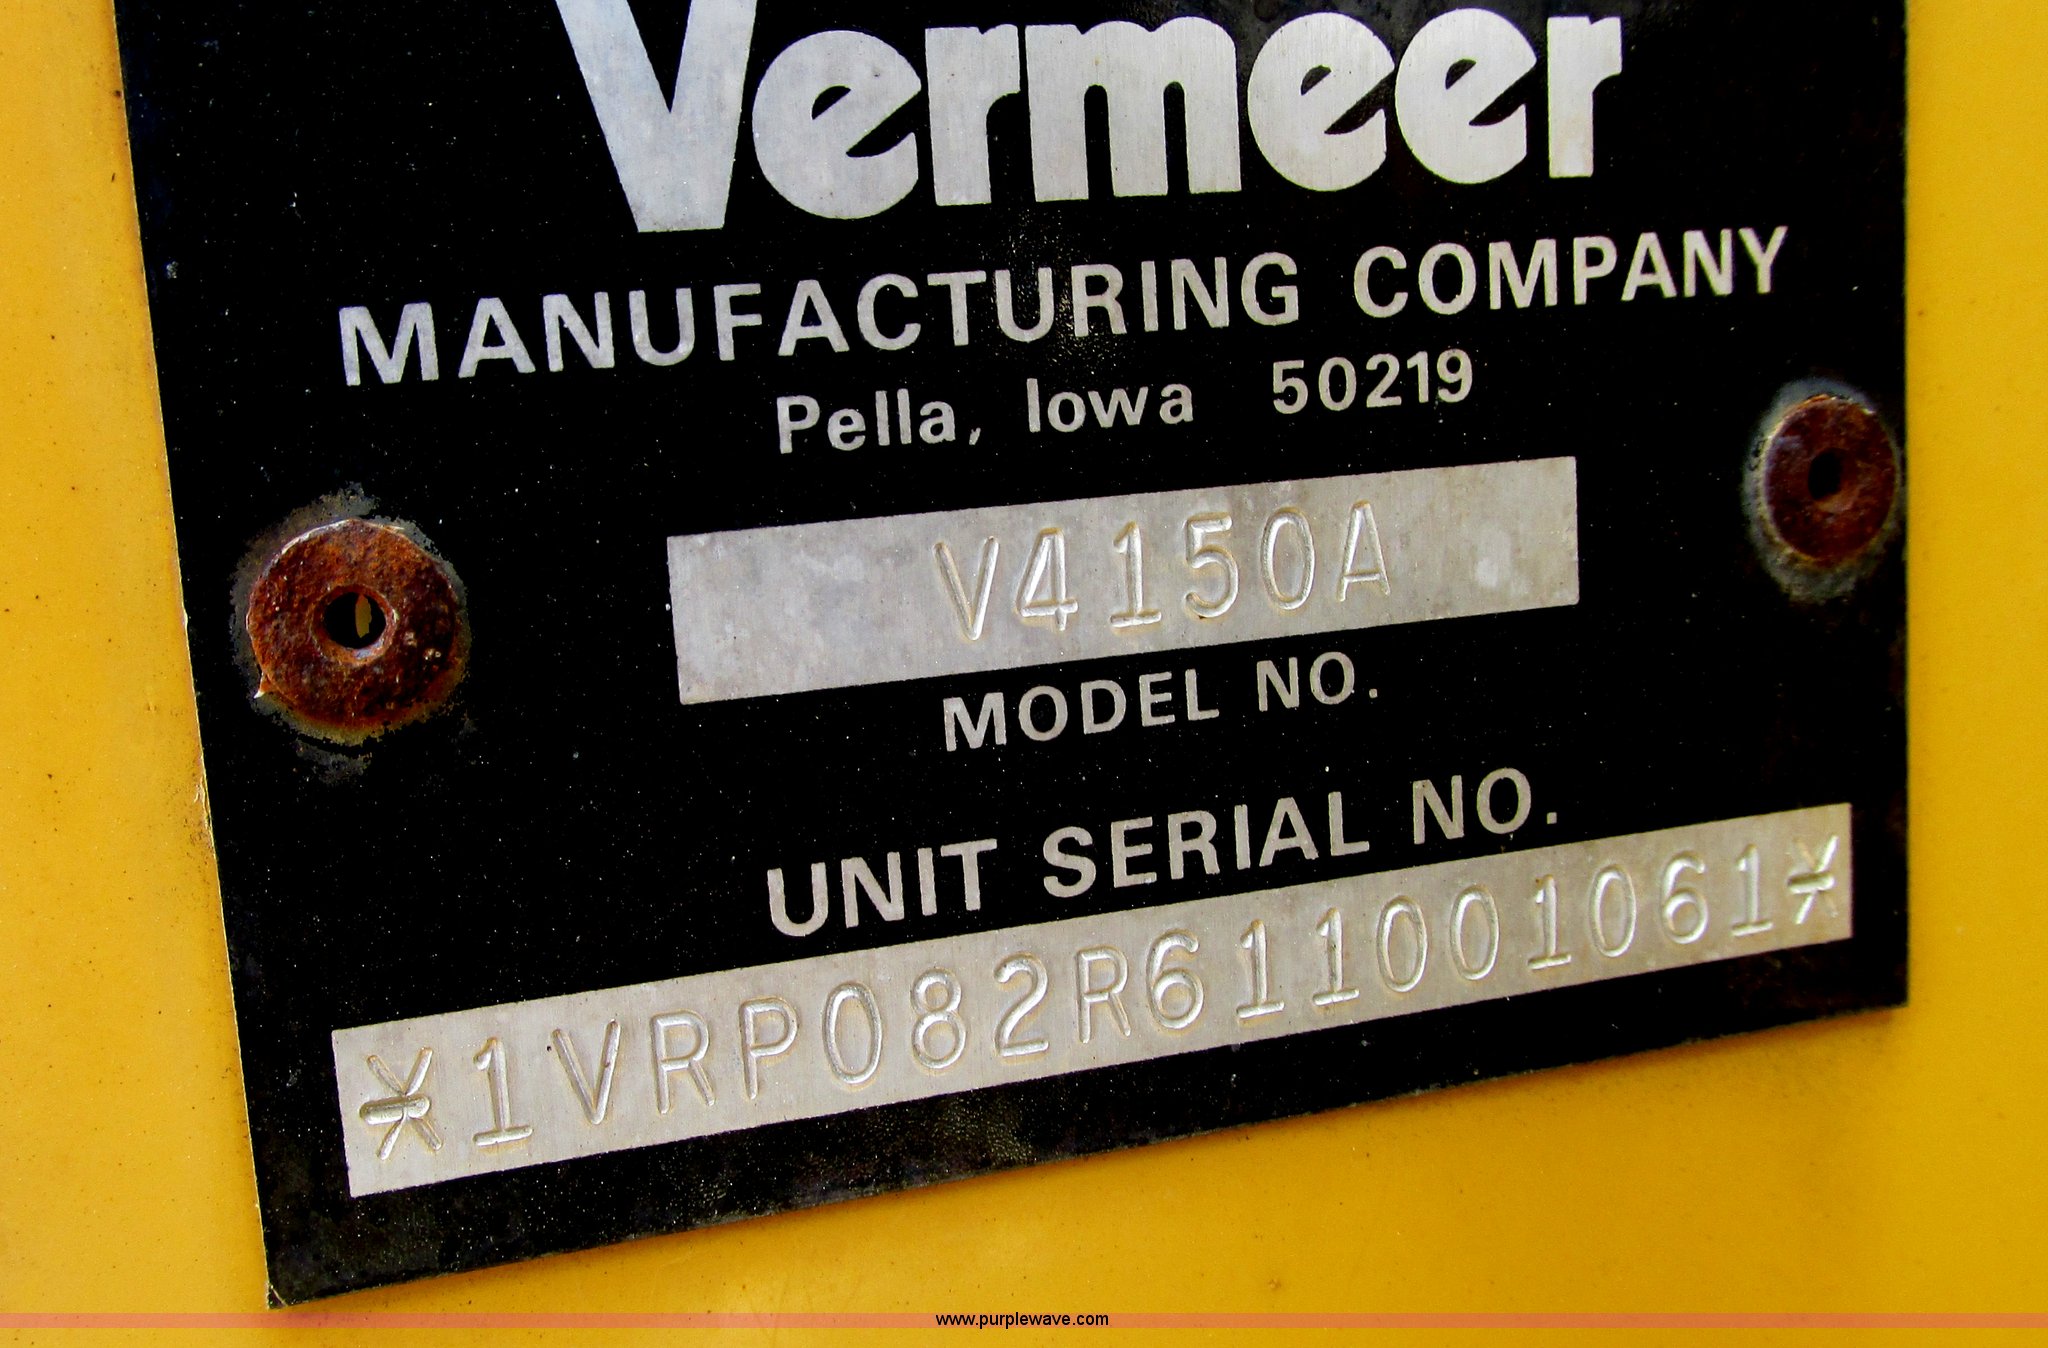 Vermeer
MANUFACTURING COMPANY
Pella, Iowa 50219
V4150A
MODEL NO.
UNIT SERIAL NO.
*1VRP082R611001061*
www.purplewave.com